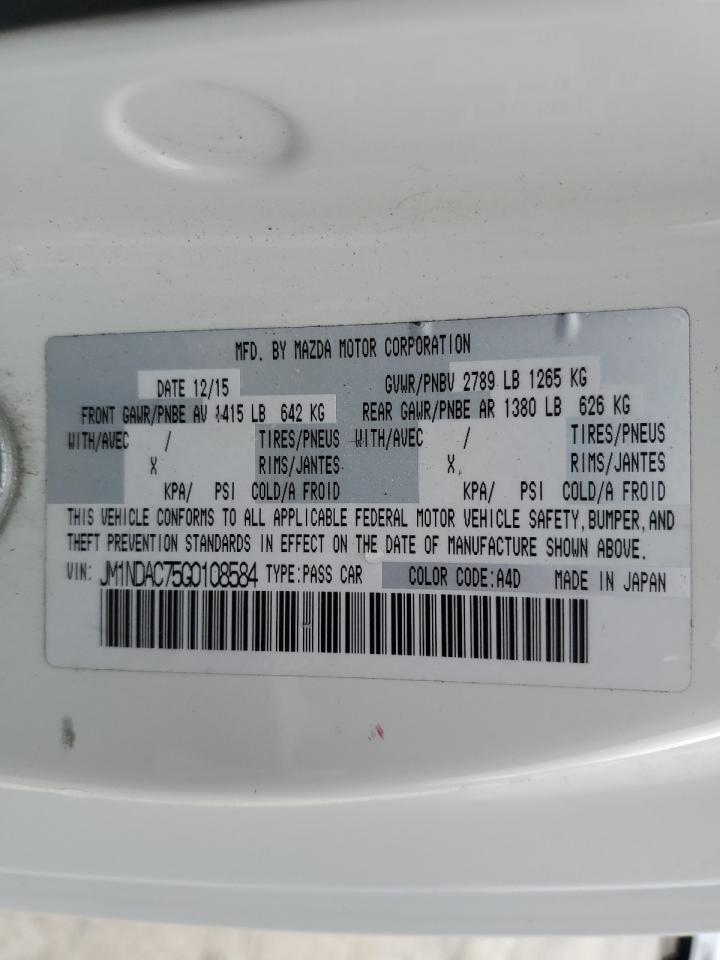 MFD. BY MAZDA MOTOR CORPORATION
DATE 12/15 GVWR/PNBV 2789 LB 1265 KG
FRONT GAWR/PNBE AV 1415 LB 642 KG REAR GAWR/PNBE AR 1380 LB 626 KG
WITH/AVEC / TIRES/PNEUS WITH/AVEC / TIRES/PNEUS
X RIMS/JANTES X RIMS/JANTES
KPA/ PSI COLD/A FROID KPA/ PSI COLD/A FROID
THIS VEHICLE CONFORMS TO ALL APPLICABLE FEDERAL MOTOR VEHICLE SAFETY, BUMPER, AND
THEFT PREVENTION STANDARDS IN EFFECT ON THE DATE OF MANUFACTURE SHOWN ABOVE.
VIN: JM1NDAC75G0108584 TYPE:PASS CAR COLOR CODE:A4D MADE IN JAPAN